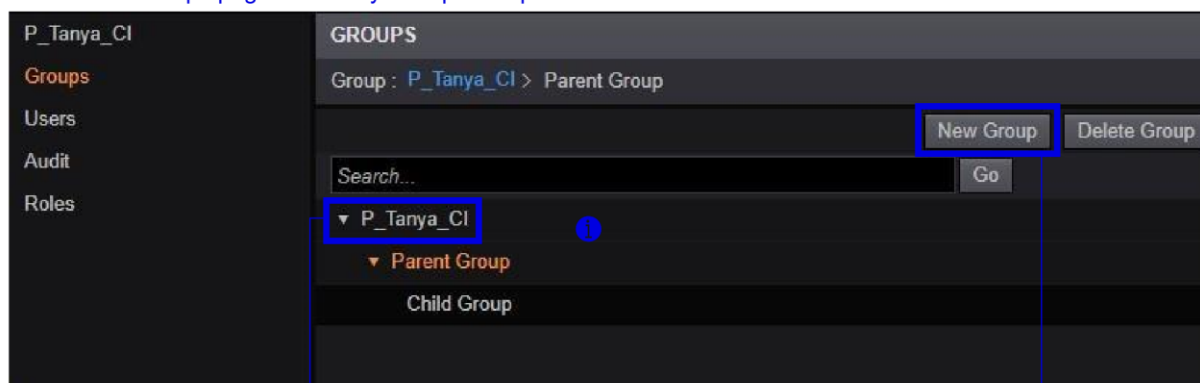 P_Tanya_CI
Groups
Users
Audit
Roles
GROUPS
Group : P_Tanya_CI > Parent Group
New Group
Delete Group
Search...
Go
▼ P_Tanya_CI
▼ Parent Group
Child Group